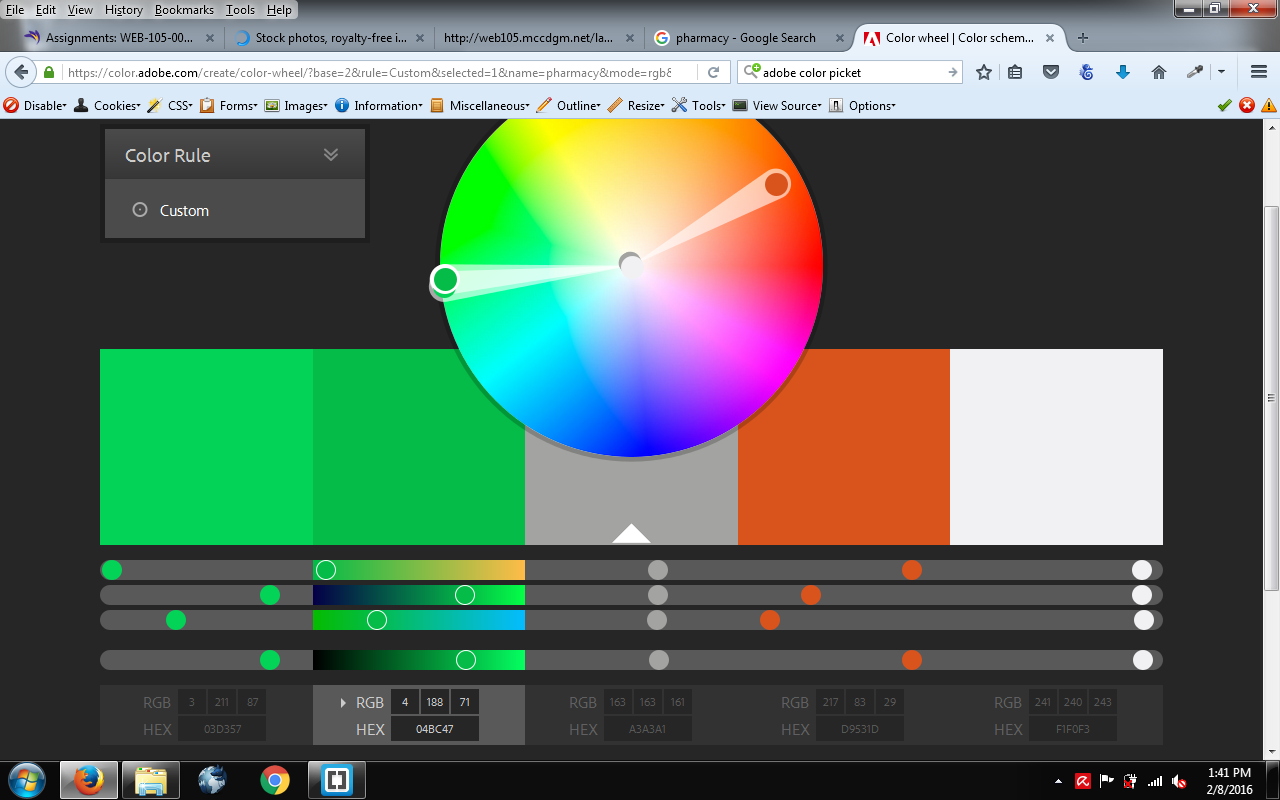 File Edit View History Bookmarks Tools Help
Assignments: WEB-105-00... Stock photos, royalty-free i... http://web105.mccdgm.net/la... pharmacy - Google Search Color wheel | Color schem...
https://color.adobe.com/create/color-wheel/?base=2&rule=Custom&selected=1&name=pharmacy&mode=rgb& adobe color picket
Disable Cookies CSS Forms Images Information Miscellaneous Outline Resize Tools View Source Options
Color Rule
Custom
RGB 3 211 87 RGB 4 188 71 RGB 163 163 161 RGB 217 83 29 RGB 241 240 243
HEX 03D357 HEX 04BC47 HEX A3A3A1 HEX D9531D HEX F1F0F3
1:41 PM
2/8/2016